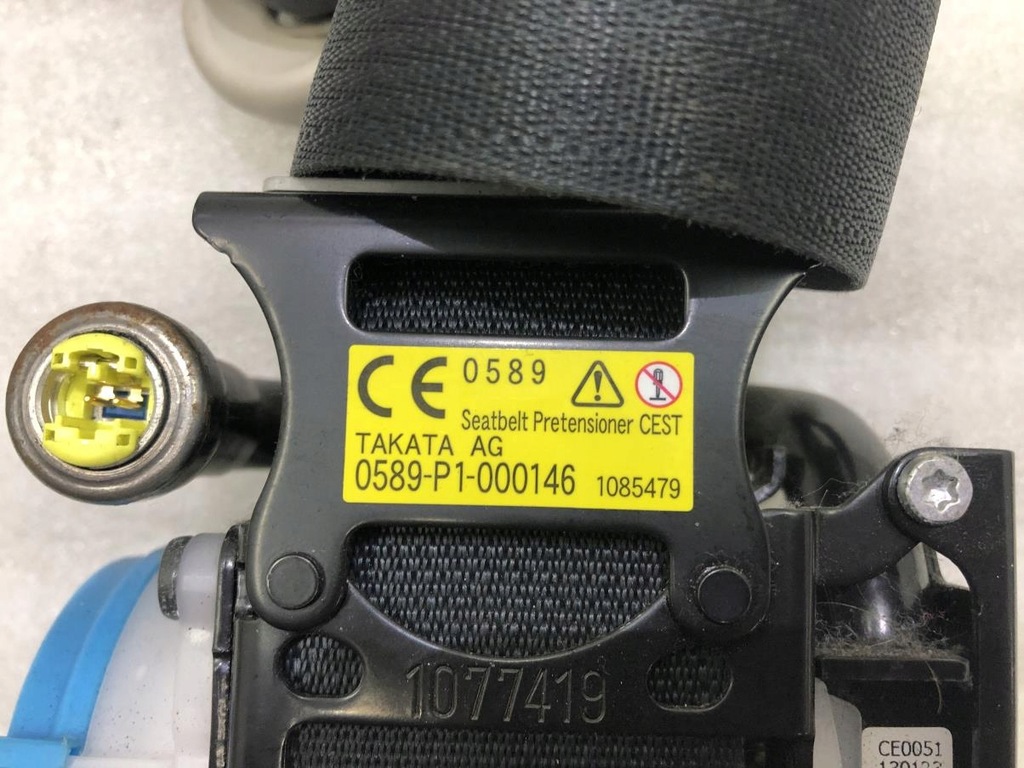 CE 0589
Seatbelt Pretensioner CEST
TAKATA AG
0589-P1-000146 1085479
1077419
CE0051